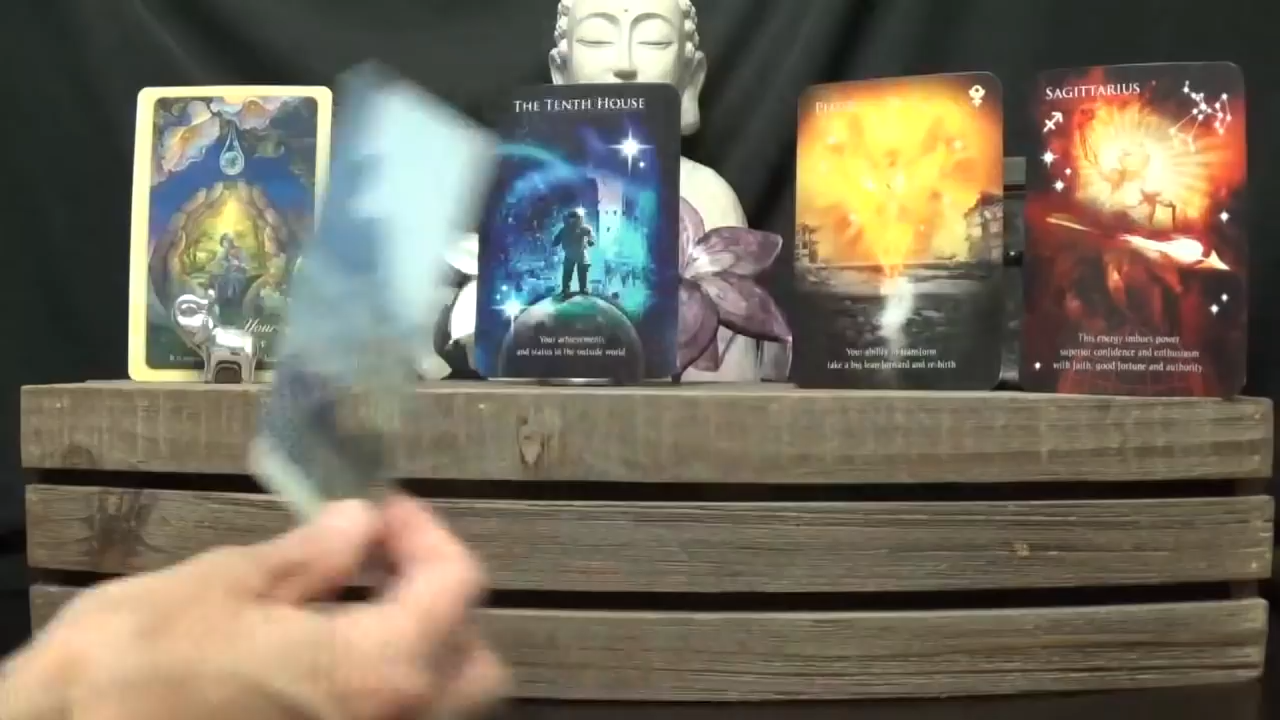 Your
THE TENTH HOUSE
Your achievements
and status in the outside world
Your ability to transform
take a big leap forward and re-birth
SAGITTARIUS
This energy imbues power
superior confidence and enthusiasm
with faith, good fortune and authority